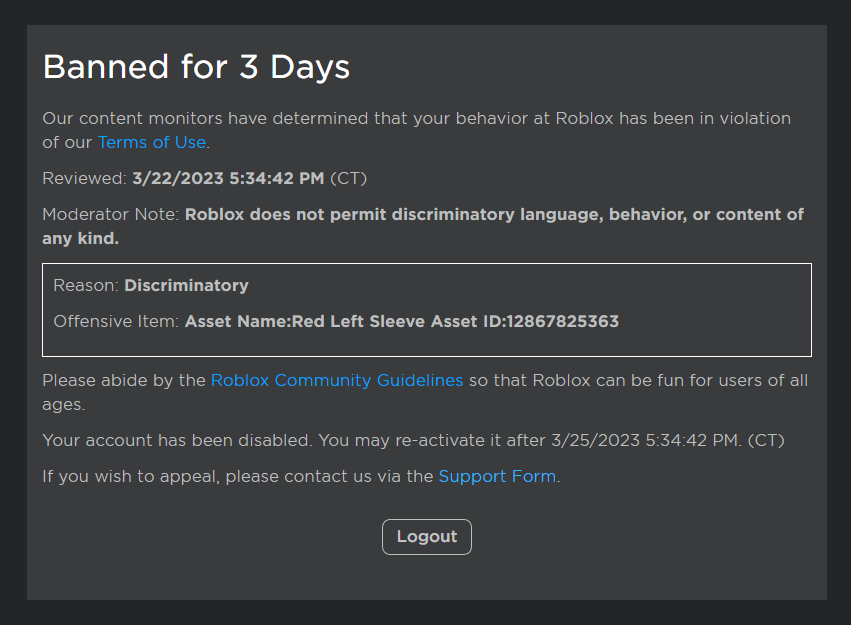 Banned for 3 Days
Our content monitors have determined that your behavior at Roblox has been in violation
of our Terms of Use.
Reviewed: 3/22/2023 5:34:42 PM (CT)
Moderator Note: Roblox does not permit discriminatory language, behavior, or content of
any kind.
Reason: Discriminatory
Offensive Item: Asset Name:Red Left Sleeve Asset ID:12867825363
Please abide by the Roblox Community Guidelines so that Roblox can be fun for users of all
ages.
Your account has been disabled. You may re-activate it after 3/25/2023 5:34:42 PM. (CT)
If you wish to appeal, please contact us via the Support Form.
Logout